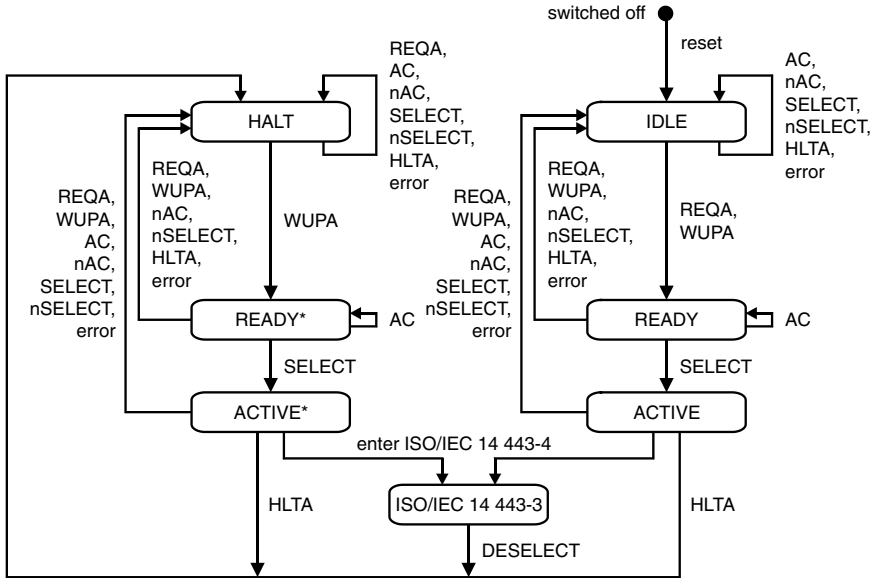 switched off
reset
REQA,
AC,
nAC,
SELECT,
nSELECT,
HLTA,
error
AC,
nAC,
SELECT,
nSELECT,
HLTA,
error
HALT
IDLE
REQA,
WUPA,
AC,
nAC,
SELECT,
nSELECT,
error
REQA,
WUPA,
nAC,
nSELECT,
HLTA,
error
WUPA
REQA,
WUPA,
AC,
nAC,
SELECT,
nSELECT,
error
REQA,
WUPA,
nAC,
nSELECT,
HLTA,
error
REQA,
WUPA
READY*
AC
READY
AC
SELECT
SELECT
ACTIVE*
ACTIVE
enter ISO/IEC 14 443-4
ISO/IEC 14 443-3
HLTA
HLTA
DESELECT